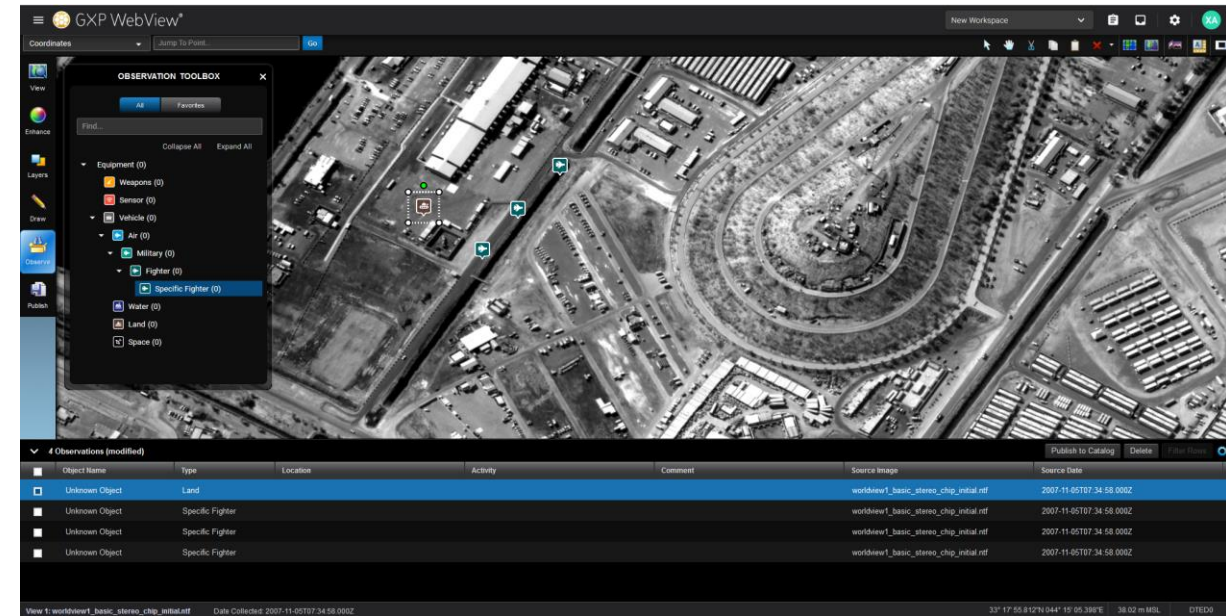 GXP WebView®
New Workspace
XA
Coordinates
Jump To Point...
Go
View
Enhance
Layers
Draw
Observe
Publish
OBSERVATION TOOLBOX
All Favorites
Find...
Collapse All Expand All
Equipment (0)
Weapons (0)
Sensor (0)
Vehicle (0)
Air (0)
Military (0)
Fighter (0)
Specific Fighter (0)
Water (0)
Land (0)
Space (0)
4 Observations (modified) Publish to Catalog Delete Filter Rows
Object Name Type Location Activity Comment Source Image Source Date
Unknown Object Land worldview1_basic_stereo_chip_initial.ntf 2007-11-05T07:34:58.000Z
Unknown Object Specific Fighter worldview1_basic_stereo_chip_initial.ntf 2007-11-05T07:34:58.000Z
Unknown Object Specific Fighter worldview1_basic_stereo_chip_initial.ntf 2007-11-05T07:34:58.000Z
Unknown Object Specific Fighter worldview1_basic_stereo_chip_initial.ntf 2007-11-05T07:34:58.000Z
View 1: worldview1_basic_stereo_chip_initial.ntf Date Collected: 2007-11-05T07:34:58.000Z 33° 17' 55.812"N 044° 15' 05.398"E 38.02 m MSL DTED0